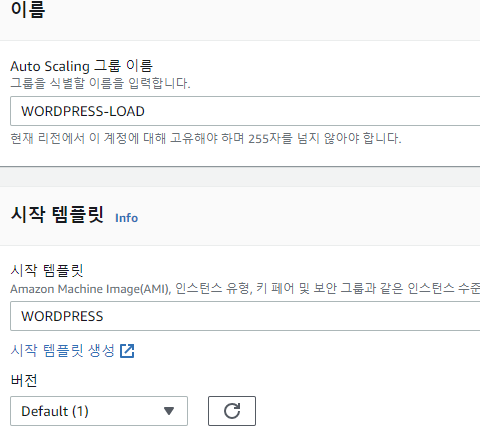 이름
Auto Scaling 그룹 이름
그룹을 식별할 이름을 입력합니다.
WORDPRESS-LOAD
현재 리전에서 이 계정에 대해 고유해야 하며 255자를 넘지 않아야 합니다.
시작 템플릿 Info
시작 템플릿
Amazon Machine Image(AMI), 인스턴스 유형, 키 페어 및 보안 그룹과 같은 인스턴스 수준
WORDPRESS
시작 템플릿 생성
버전
Default (1)